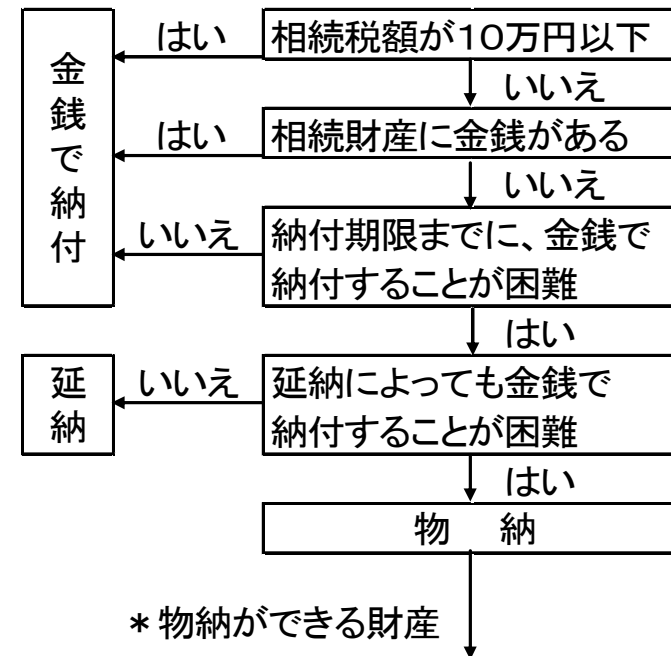 相続税額が10万円以下
はい
いいえ
相続財産に金銭がある
はい
いいえ
納付期限までに、金銭で
納付することが困難
いいえ
はい
金銭で納付
延納によっても金銭で
納付することが困難
いいえ
延納
はい
物 納
*物納ができる財産